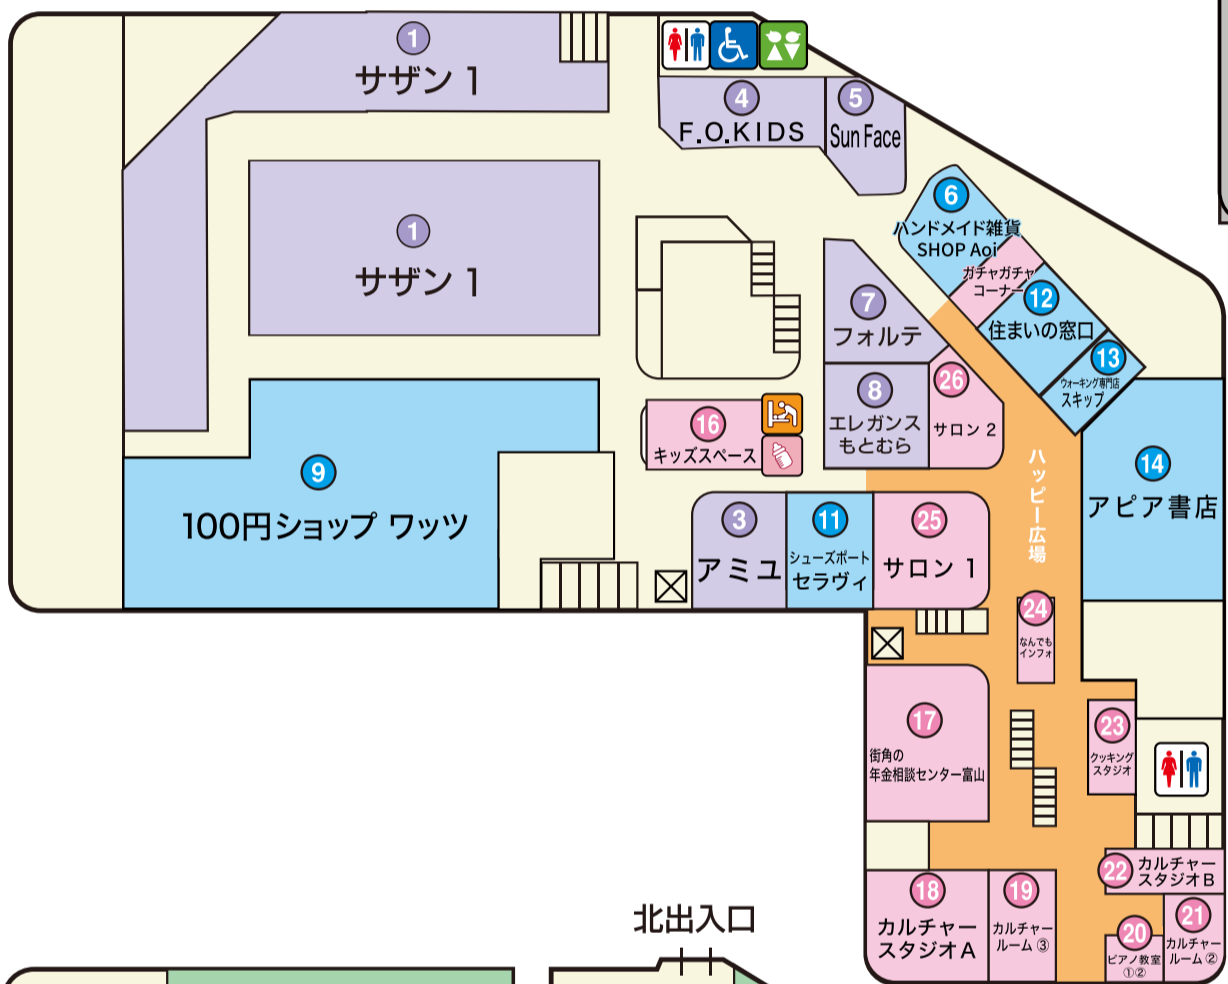 1
サザン 1
4
F.O.KIDS
5
Sun Face
6
ハンドメイド雑貨
SHOP Aoi
ガチャガチャ
コーナー
12
住まいの窓口
13
ウォーキング専門店
スキップ
1
サザン 1
7
フォルテ
8
エレガンス
もとむら
26
サロン 2
16
キッズスペース
9
100円ショップ ワッツ
3
アミユ
11
シューズポート
セラヴィ
25
サロン 1
ハッピー広場
14
アピア書店
24
なんでも
インフォ
17
街角の
年金相談センター富山
23
クッキング
スタジオ
22
カルチャー
スタジオB
18
カルチャー
スタジオA
19
カルチャー
ルーム ③
20
ピアノ教室
①②
21
カルチャー
ルーム ②
北出入口